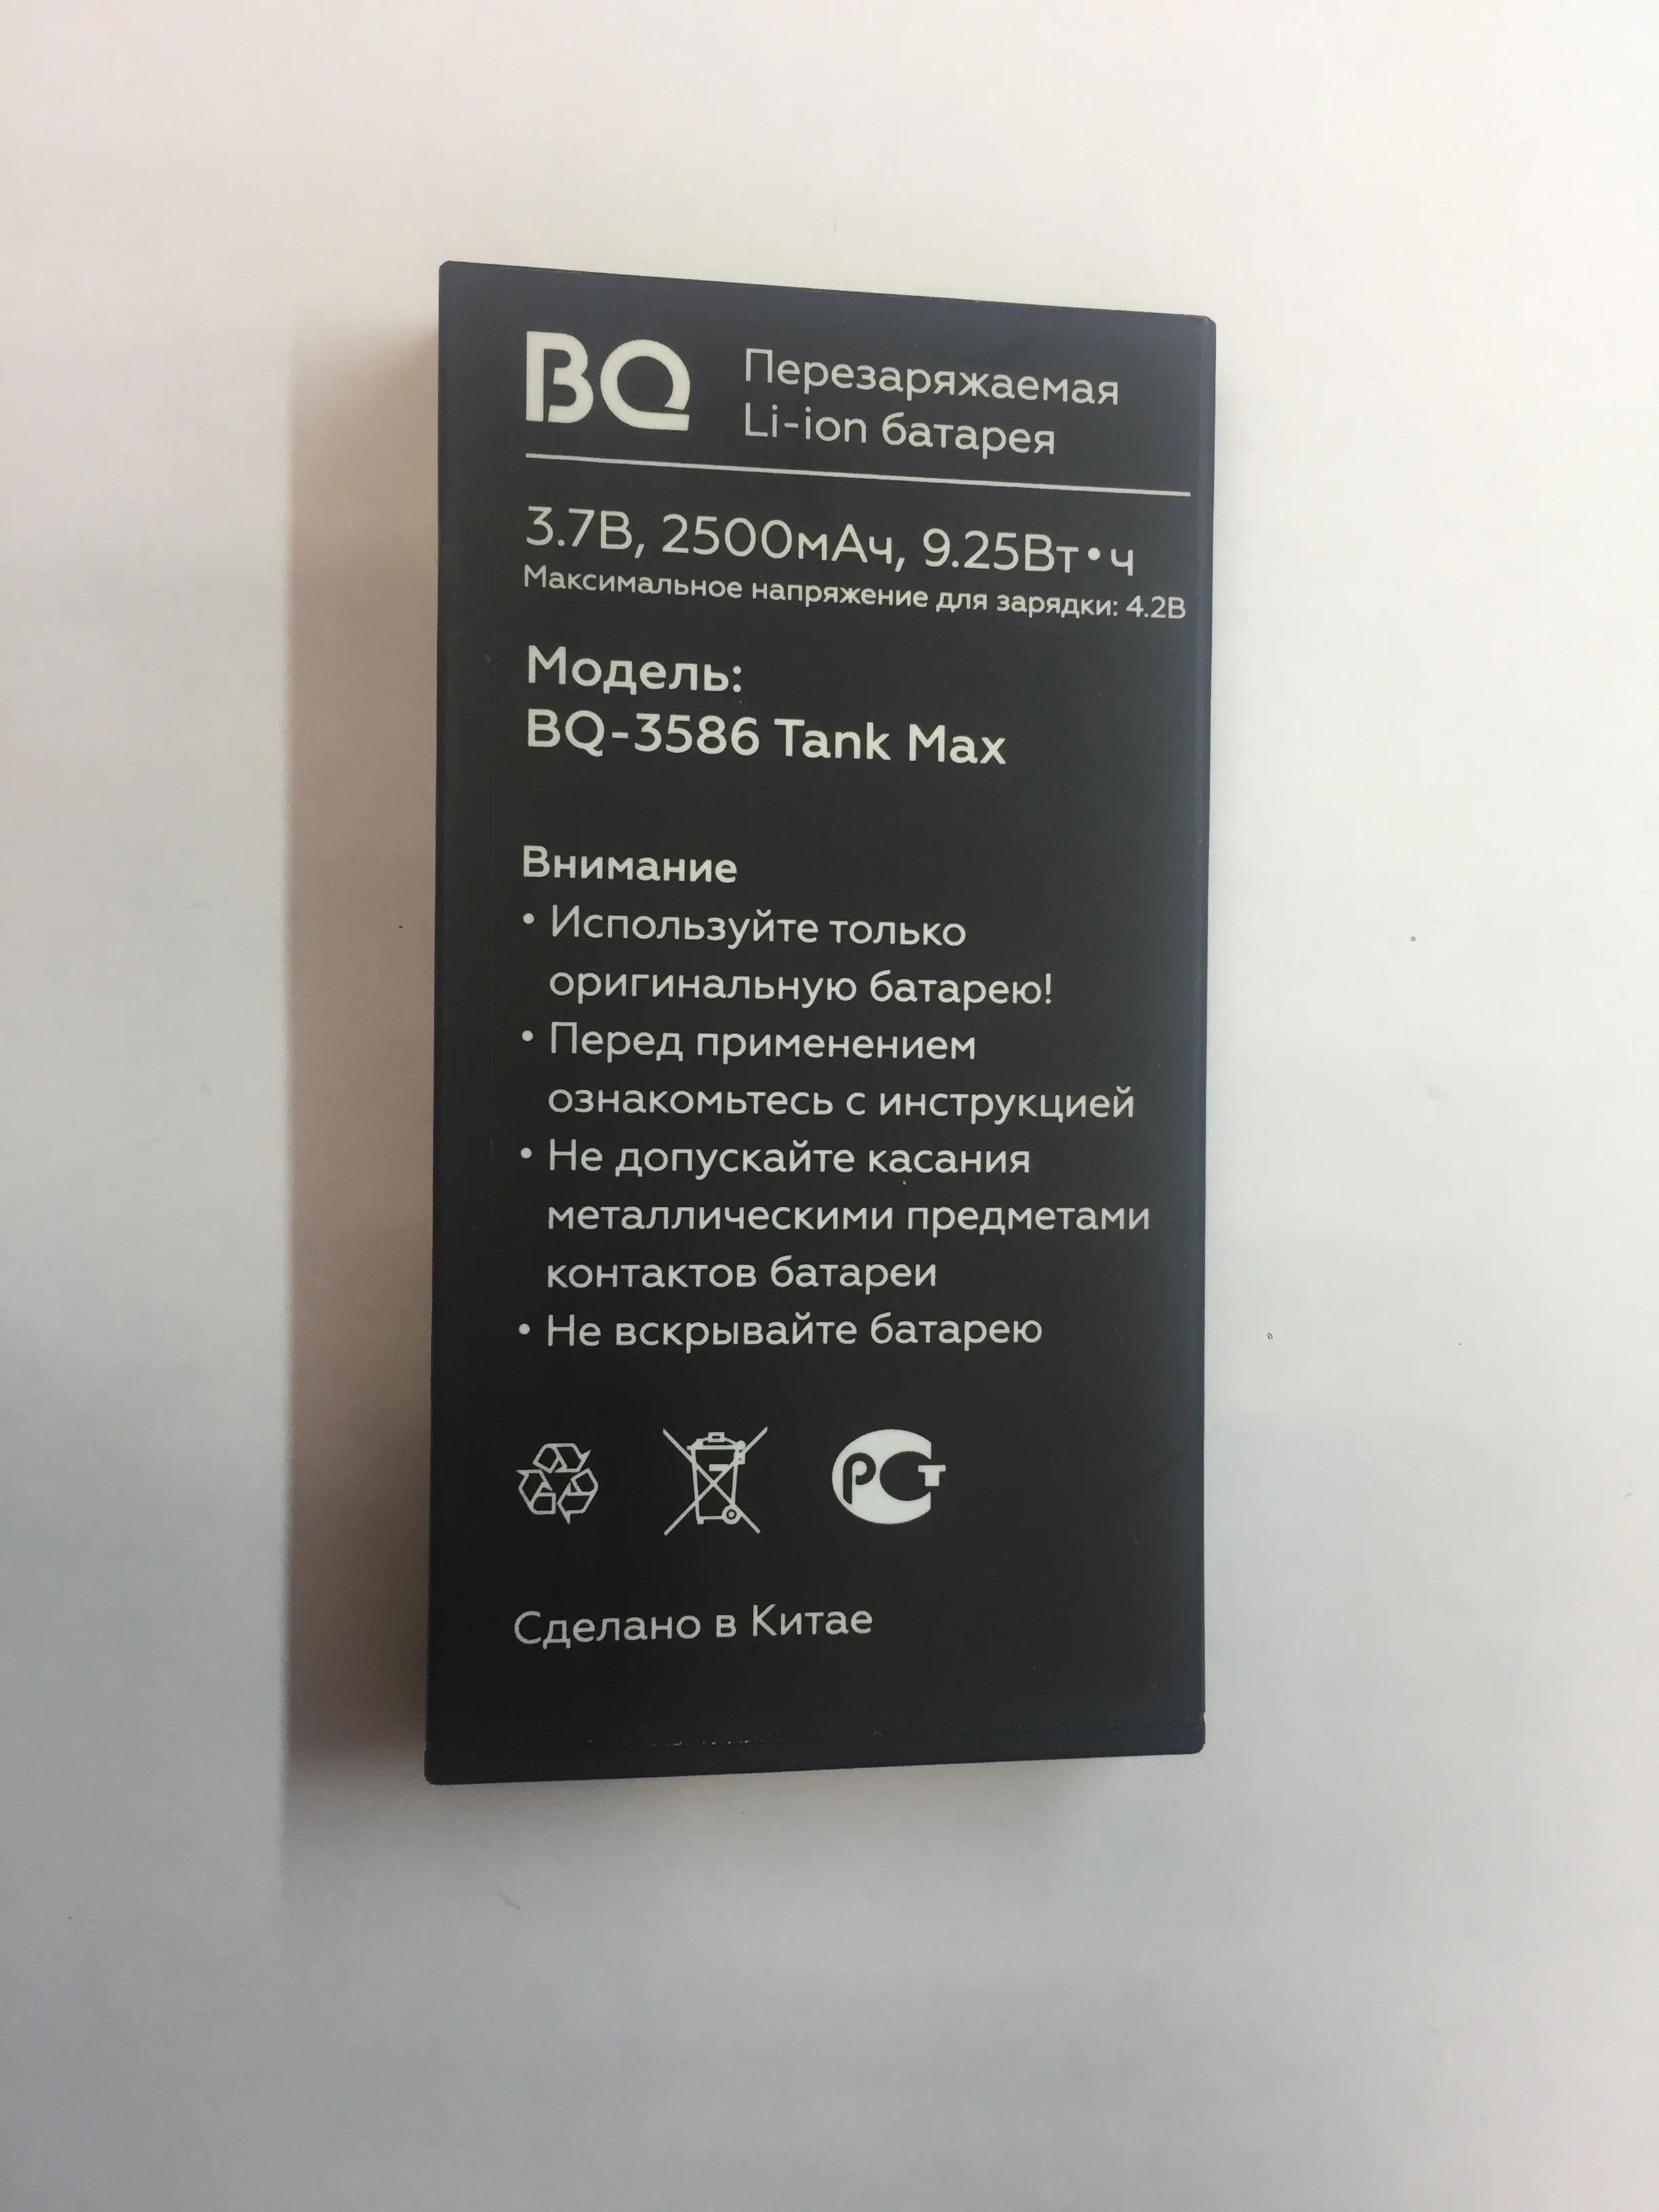 BQ
Перезаряжаемая
Li-ion батарея
3.7В, 2500мАч, 9.25Вт•ч
Максимальное напряжение для зарядки: 4.2В
Модель:
BQ-3586 Tank Max
Внимание
• Используйте только
оригинальную батарею!
• Перед применением
ознакомьтесь с инструкцией
• Не допускайте касания
металлическими предметами
контактов батареи
• Не вскрывайте батарею
РСТ
Сделано в Китае